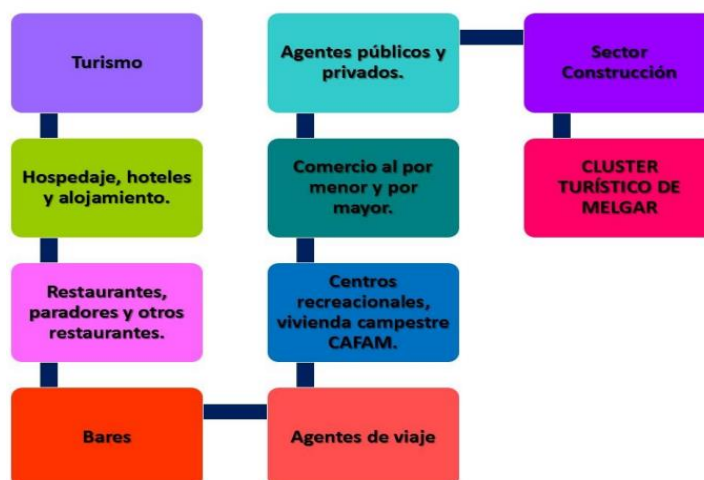 Turismo
Hospedaje, hoteles
y alojamiento.
Restaurantes,
paradores y otros
restaurantes.
Bares
Agentes de viaje
Centros
recreacionales,
vivienda campestre
CAFAM.
Comercio al por
menor y por
mayor.
Agentes públicos y
privados.
Sector
Construcción
CLUSTER
TURÍSTICO DE
MELGAR